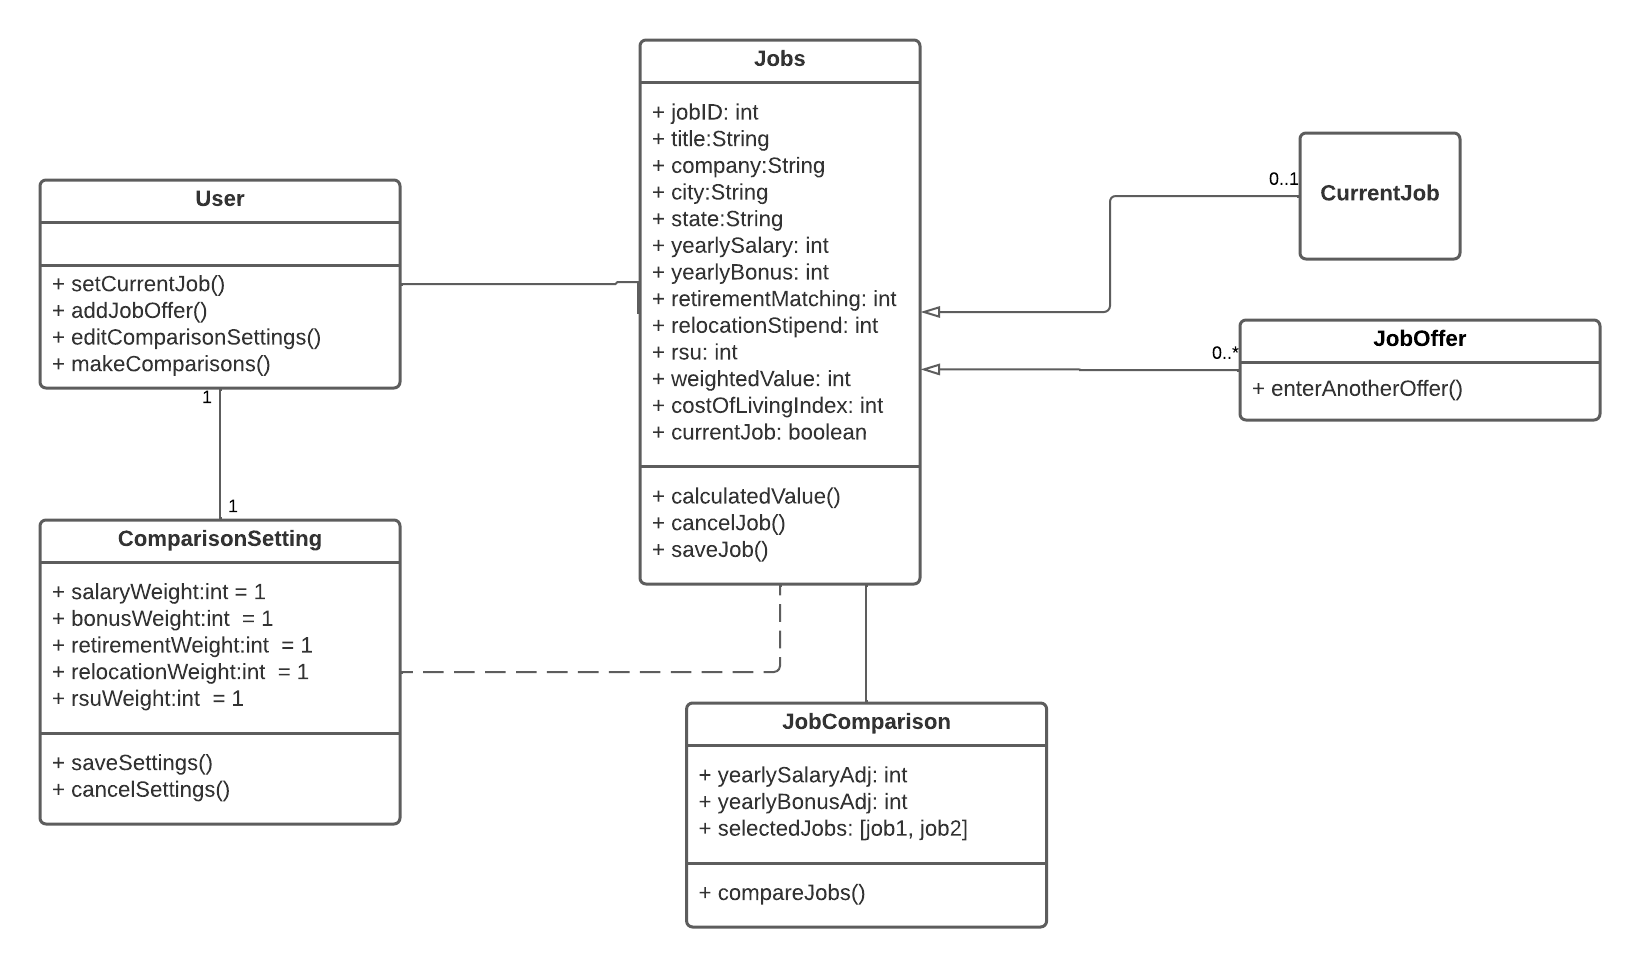 User
+ setCurrentJob()
+ addJobOffer()
+ editComparisonSettings()
+ makeComparisons()
1
1
ComparisonSetting
+ salaryWeight:int = 1
+ bonusWeight:int  = 1
+ retirementWeight:int  = 1
+ relocationWeight:int  = 1
+ rsuWeight:int  = 1
+ saveSettings()
+ cancelSettings()
Jobs
+ jobID: int
+ title:String
+ company:String
+ city:String
+ state:String
+ yearlySalary: int
+ yearlyBonus: int
+ retirementMatching: int
+ relocationStipend: int
+ rsu: int
+ weightedValue: int
+ costOfLivingIndex: int
+ currentJob: boolean
+ calculatedValue()
+ cancelJob()
+ saveJob()
JobComparison
+ yearlySalaryAdj: int
+ yearlyBonusAdj: int
+ selectedJobs: [job1, job2]
+ compareJobs()
0..1
CurrentJob
0..*
JobOffer
+ enterAnotherOffer()